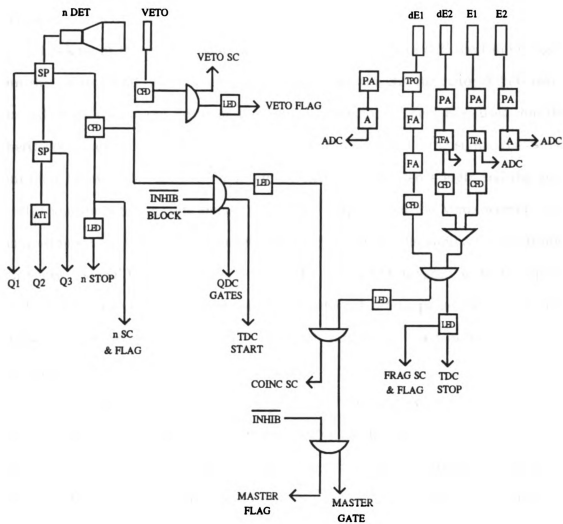 n DET
VETO
dE1
dE2
E1
E2
VETO SC
SP
CFD
LED
VETO FLAG
PA
TPO
PA
PA
PA
A
ADC
FA
TFA
TFA
A
ADC
ADC
CFD
SP
FA
CFD
CFD
INHIB
BLOCK
LED
ATT
LED
CFD
Q1
Q2
Q3
n STOP
QDC
GATES
TDC
START
LED
LED
n SC
& FLAG
COINC SC
FRAG SC
& FLAG
TDC
STOP
INHIB
MASTER
FLAG
MASTER
GATE